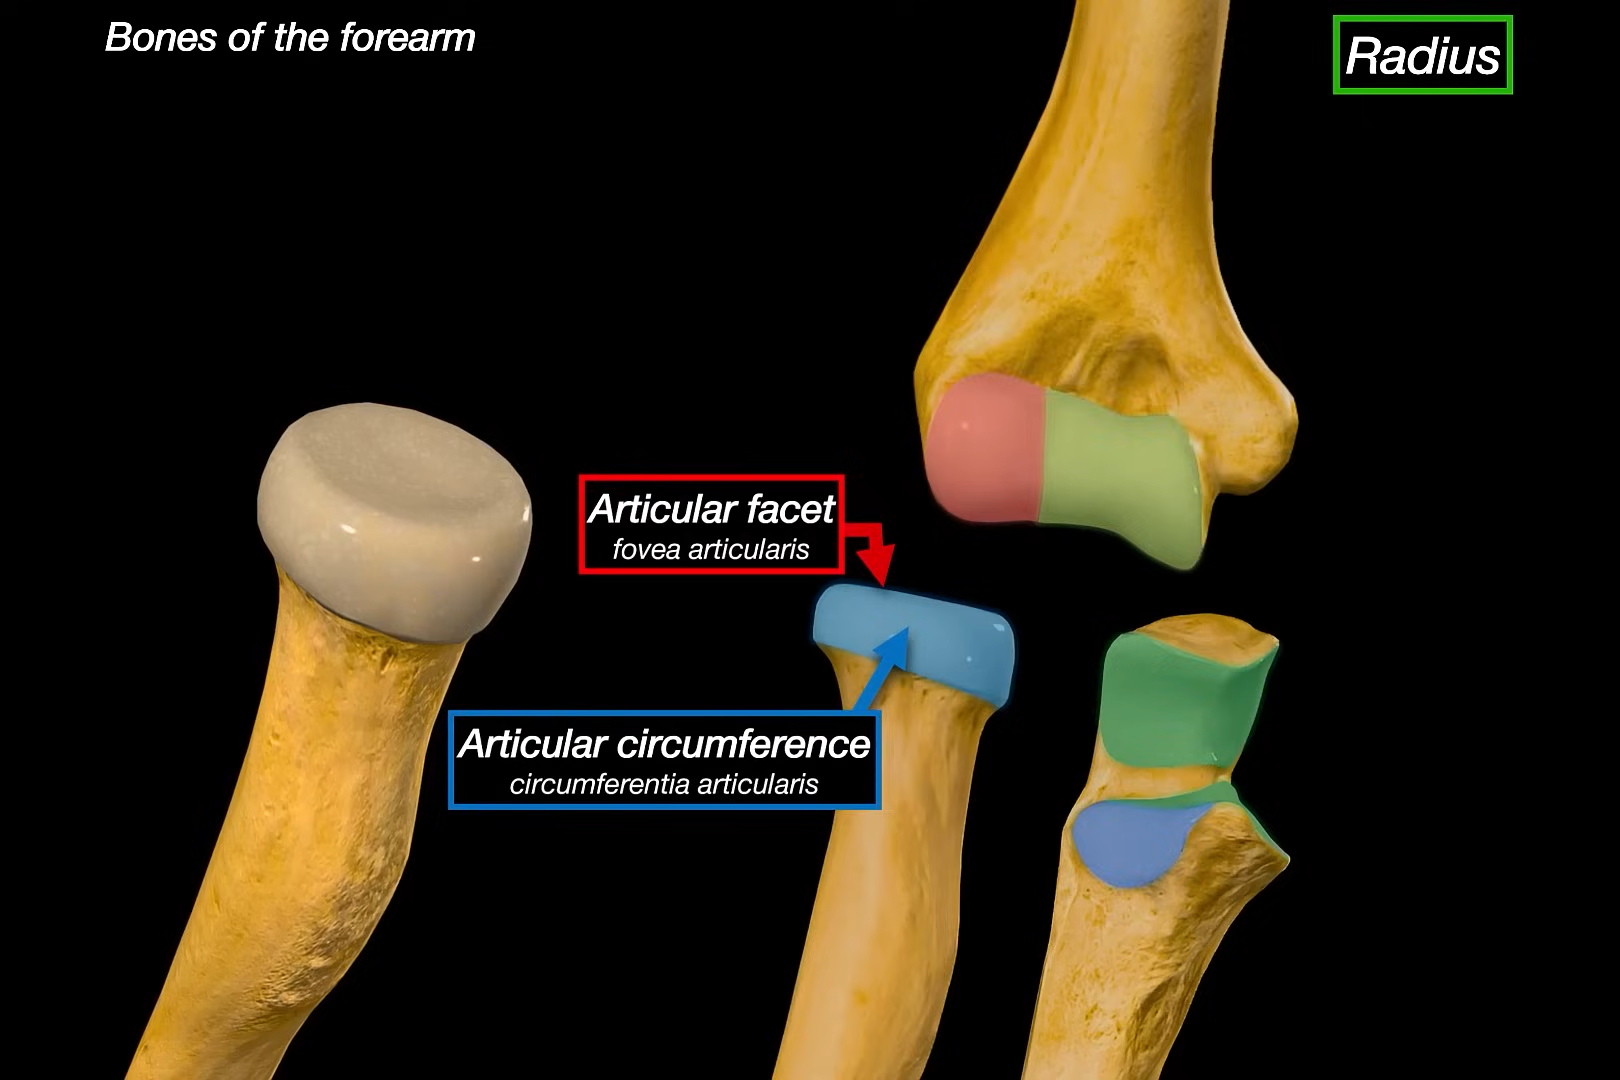 Bones of the forearm
Radius
Articular facet
fovea articularis
Articular circumference
circumferentia articularis